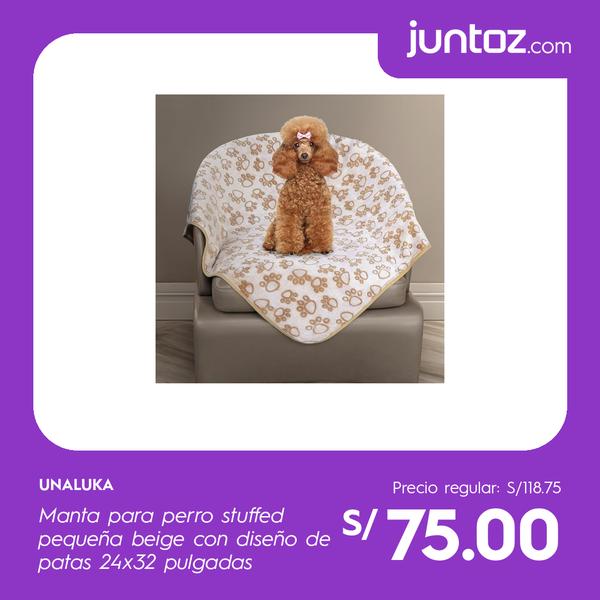 juntoz.com
UNALUKA
Manta para perro stuffed
pequeña beige con diseño de
patas 24x32 pulgadas
Precio regular: S/118.75
S/75.00